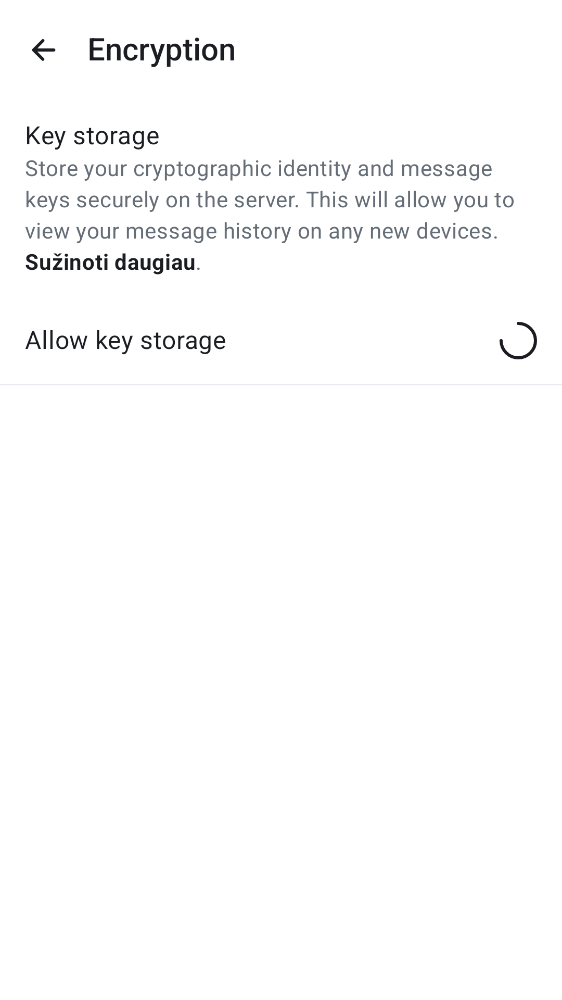 Encryption
Key storage
Store your cryptographic identity and message
keys securely on the server. This will allow you to
view your message history on any new devices.
Sužinoti daugiau.
Allow key storage